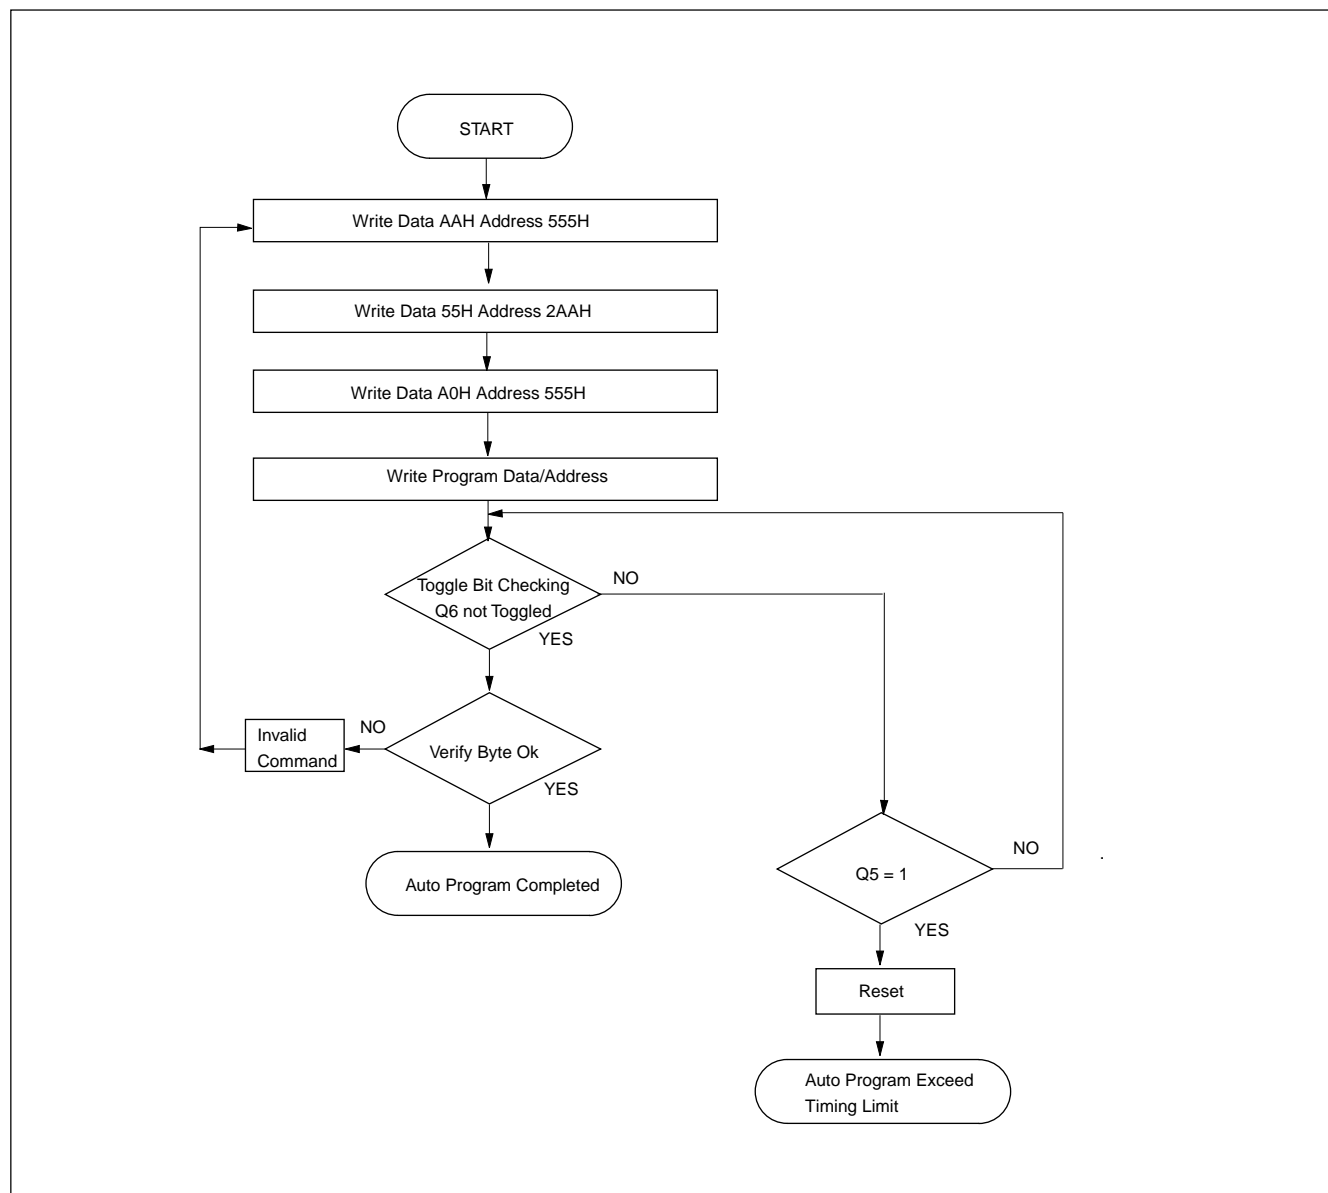 START
Write Data AAH Address 555H
Write Data 55H Address 2AAH
Write Data A0H Address 555H
Write Program Data/Address
Toggle Bit Checking
Q6 not Toggled
NO
YES
Invalid
Command
NO
Verify Byte Ok
YES
Auto Program Completed
Q5 = 1
NO
.
YES
Reset
Auto Program Exceed
Timing Limit